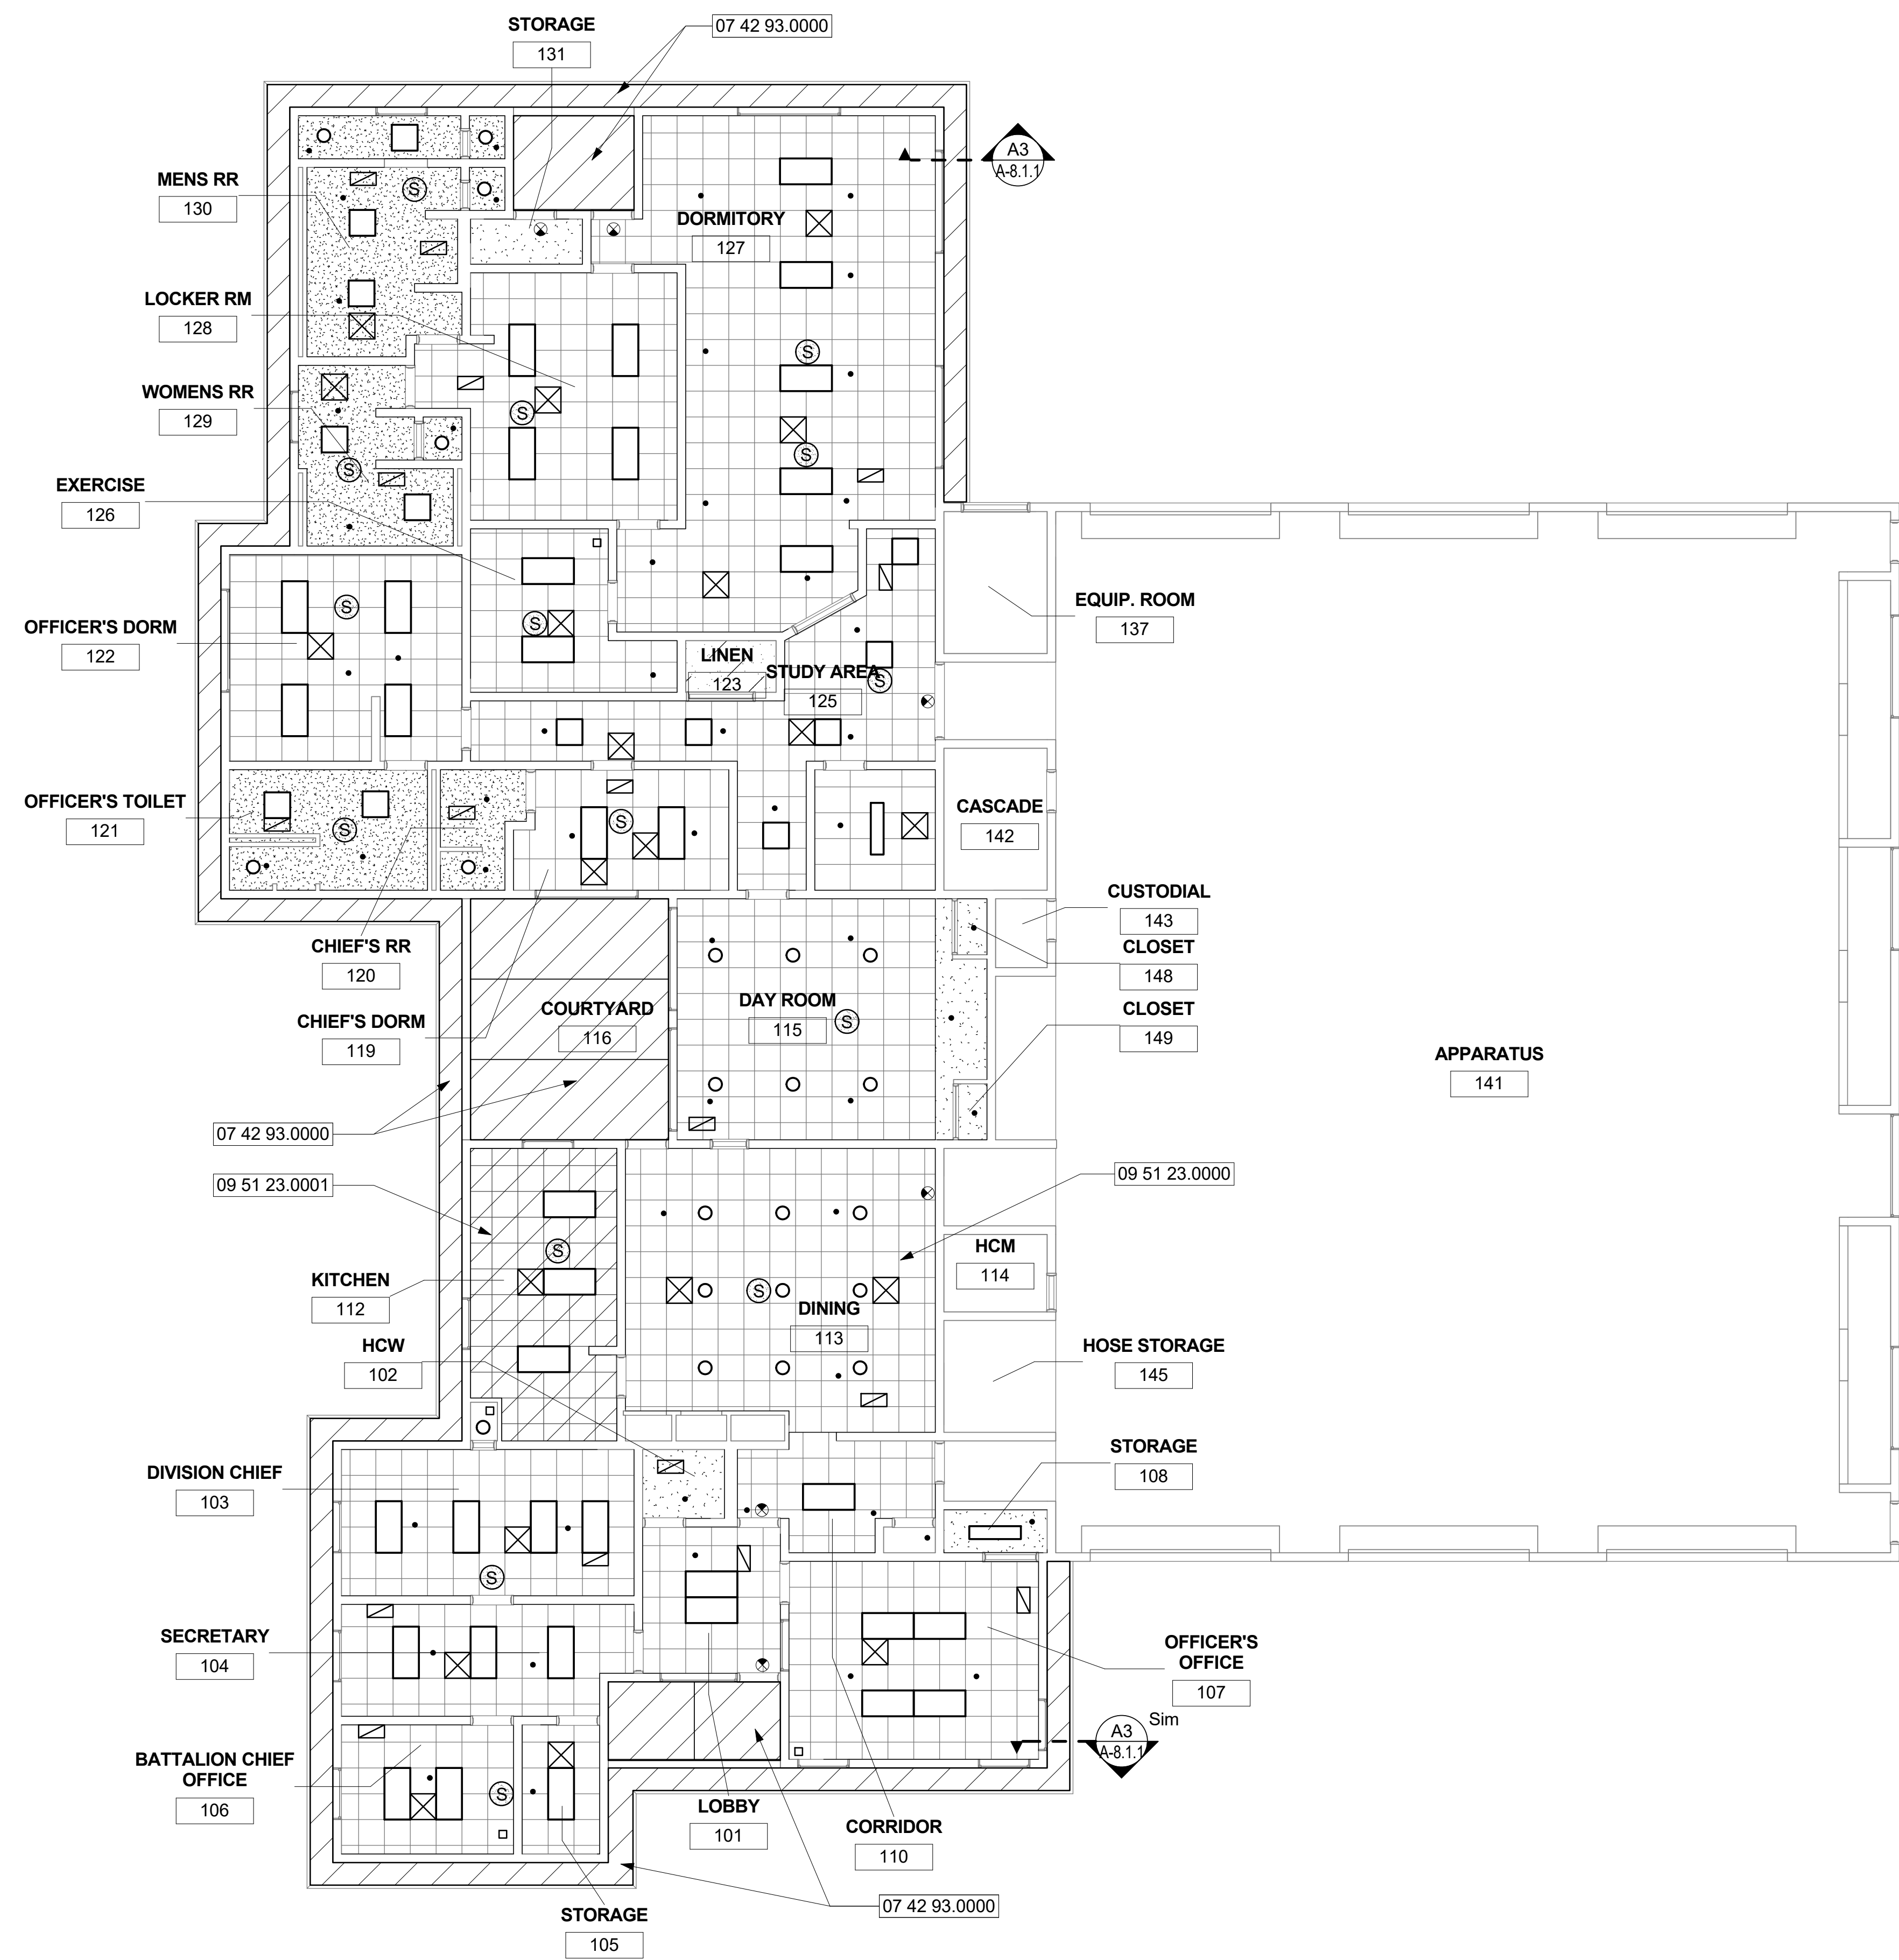 STORAGE
131
07 42 93.0000
A3
A-8.1.1
MENS RR
130
DORMITORY
127
LOCKER RM
128
S
S
WOMENS RR
129
S
S
S
EXERCISE
126
EQUIP. ROOM
137
OFFICER'S DORM
122
S
S
LINEN
123
STUDY AREA
125
S
OFFICER'S TOILET
121
S
S
CASCADE
142
CUSTODIAL
143
CLOSET
148
CHIEF'S RR
120
CHIEF'S DORM
119
COURTYARD
116
DAY ROOM
115
S
CLOSET
149
APPARATUS
141
07 42 93.0000
09 51 23.0001
09 51 23.0000
S
HCM
114
KITCHEN
112
S
DINING
113
HCW
102
HOSE STORAGE
145
DIVISION CHIEF
103
STORAGE
108
S
SECRETARY
104
OFFICER'S
OFFICE
107
Sim
A3
A-8.1.1
BATTALION CHIEF
OFFICE
106
S
LOBBY
101
CORRIDOR
110
07 42 93.0000
STORAGE
105